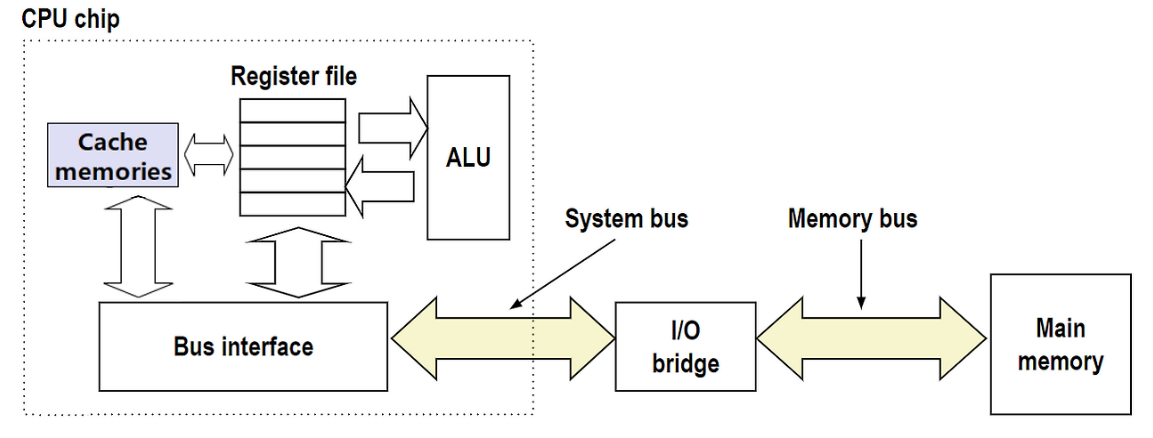 CPU chip
Register file
Cache
memories
ALU
System bus
Memory bus
Bus interface
I/O
bridge
Main
memory